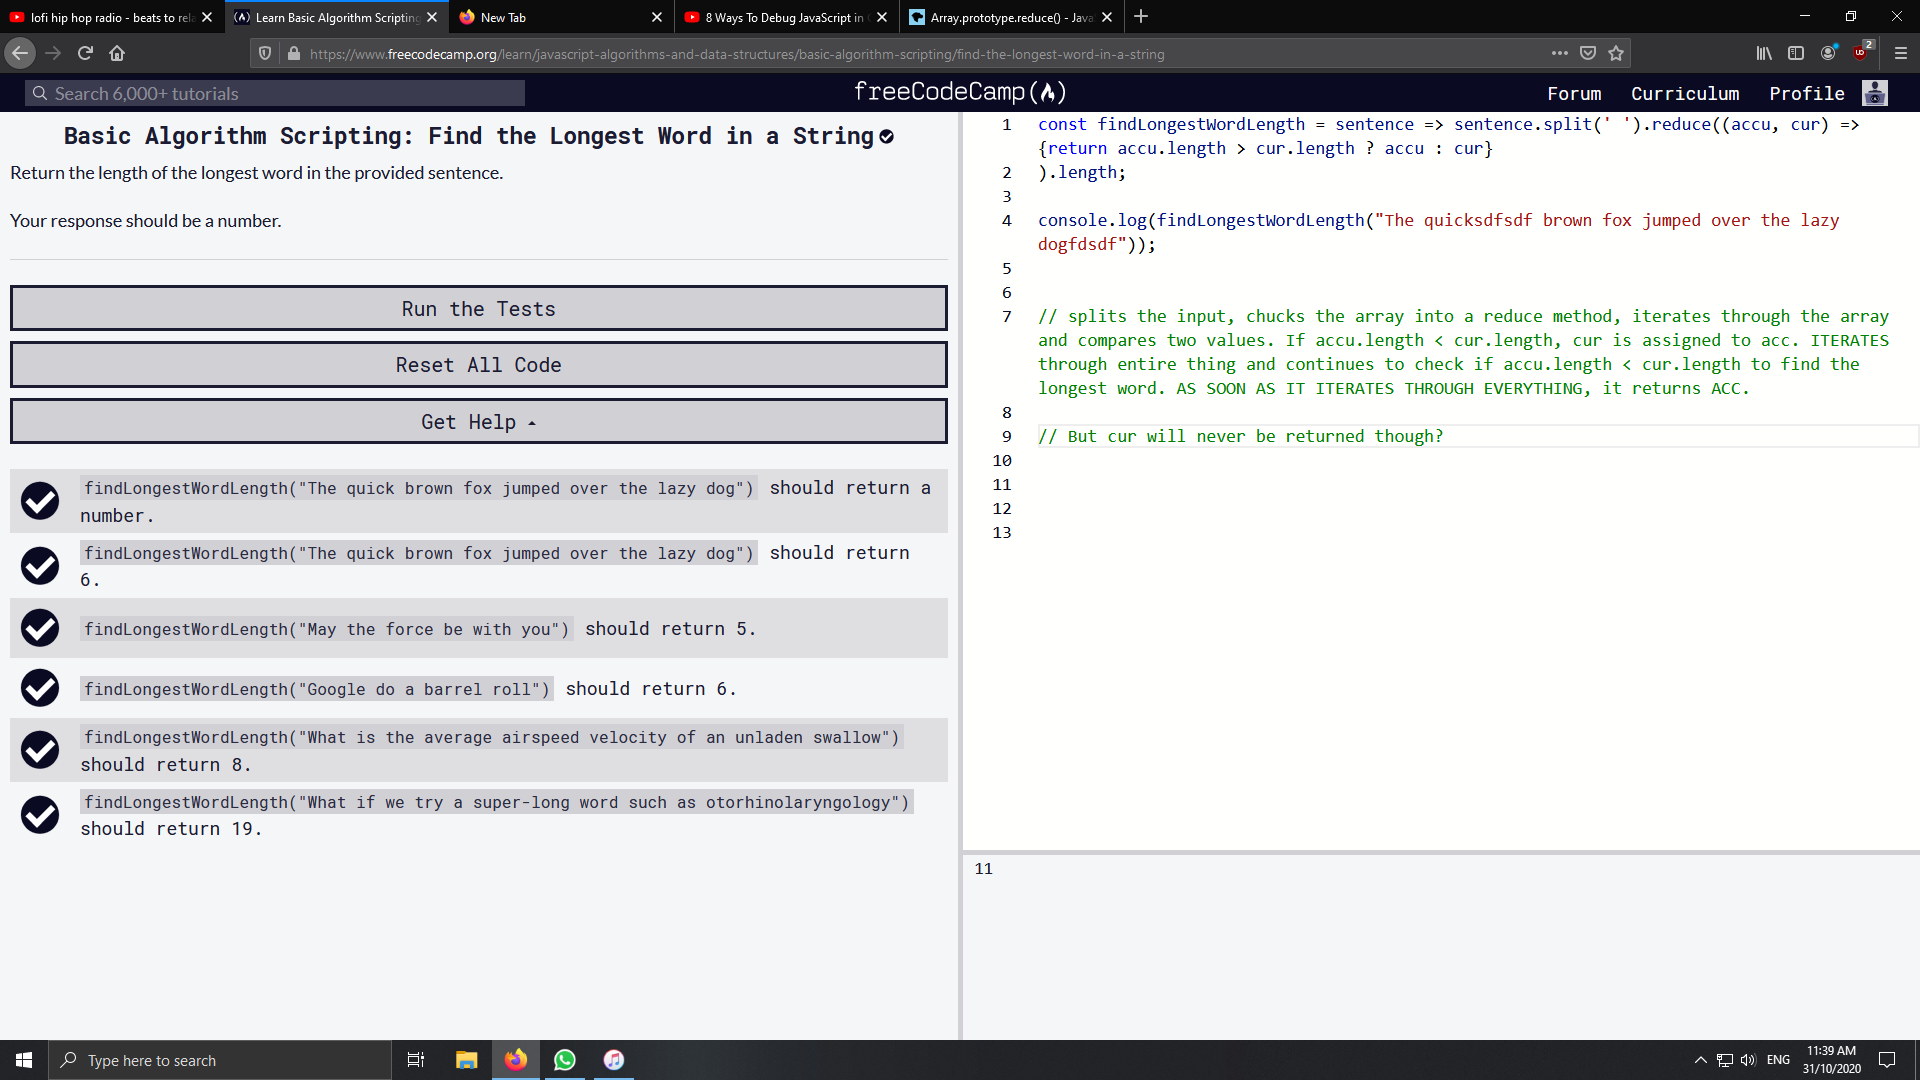 lofi hip hop radio - beats to rela
Learn Basic Algorithm Scripting
New Tab
8 Ways To Debug JavaScript in
Array.prototype.reduce() - Java
https://www.freecodecamp.org/learn/javascript-algorithms-and-data-structures/basic-algorithm-scripting/find-the-longest-word-in-a-string
2
Search 6,000+ tutorials
freeCodeCamp
Forum
Curriculum
Profile
Basic Algorithm Scripting: Find the Longest Word in a String
Return the length of the longest word in the provided sentence.
Your response should be a number.
Run the Tests
Reset All Code
Get Help
findLongestWordLength("The quick brown fox jumped over the lazy dog") should return a
number.
findLongestWordLength("The quick brown fox jumped over the lazy dog") should return
6.
findLongestWordLength("May the force be with you") should return 5.
findLongestWordLength("Google do a barrel roll") should return 6.
findLongestWordLength("What is the average airspeed velocity of an unladen swallow")
should return 8.
findLongestWordLength("What if we try a super-long word such as otorhinolaryngology")
should return 19.
1 const findLongestWordLength = sentence => sentence.split(' ').reduce((accu, cur) =>
{return accu.length > cur.length ? accu : cur}
2 ).length;
3
4 console.log(findLongestWordLength("The quicksdfsdf brown fox jumped over the lazy
dogfdsdf"));
5
6
7 // splits the input, chucks the array into a reduce method, iterates through the array
and compares two values. If accu.length < cur.length, cur is assigned to acc. ITERATES
through entire thing and continues to check if accu.length < cur.length to find the
longest word. AS SOON AS IT ITERATES THROUGH EVERYTHING, it returns ACC.
8
9 // But cur will never be returned though?
10
11
12
13
11
Type here to search
ENG
11:39 AM
31/10/2020